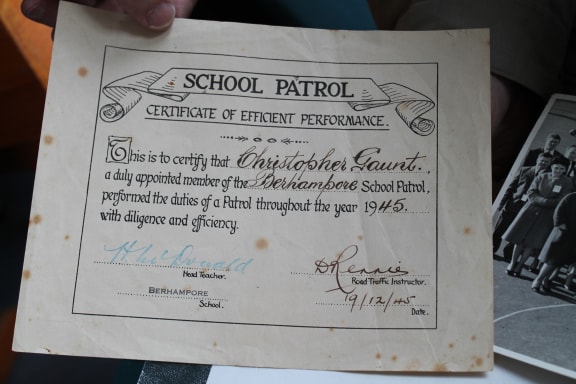 SCHOOL PATROL
CERTIFICATE OF EFFICIENT PERFORMANCE.
This is to certify that Christopher Gaunt.,
a duly appointed member of the Berhampore School Patrol,
performed the duties of a Patrol throughout the year 1945.
with diligence and efficiency.
H McDonald
Head Teacher.
D Rennie
Road Traffic Instructor.
BERHAMPORE
School.
19/12/45
Date.